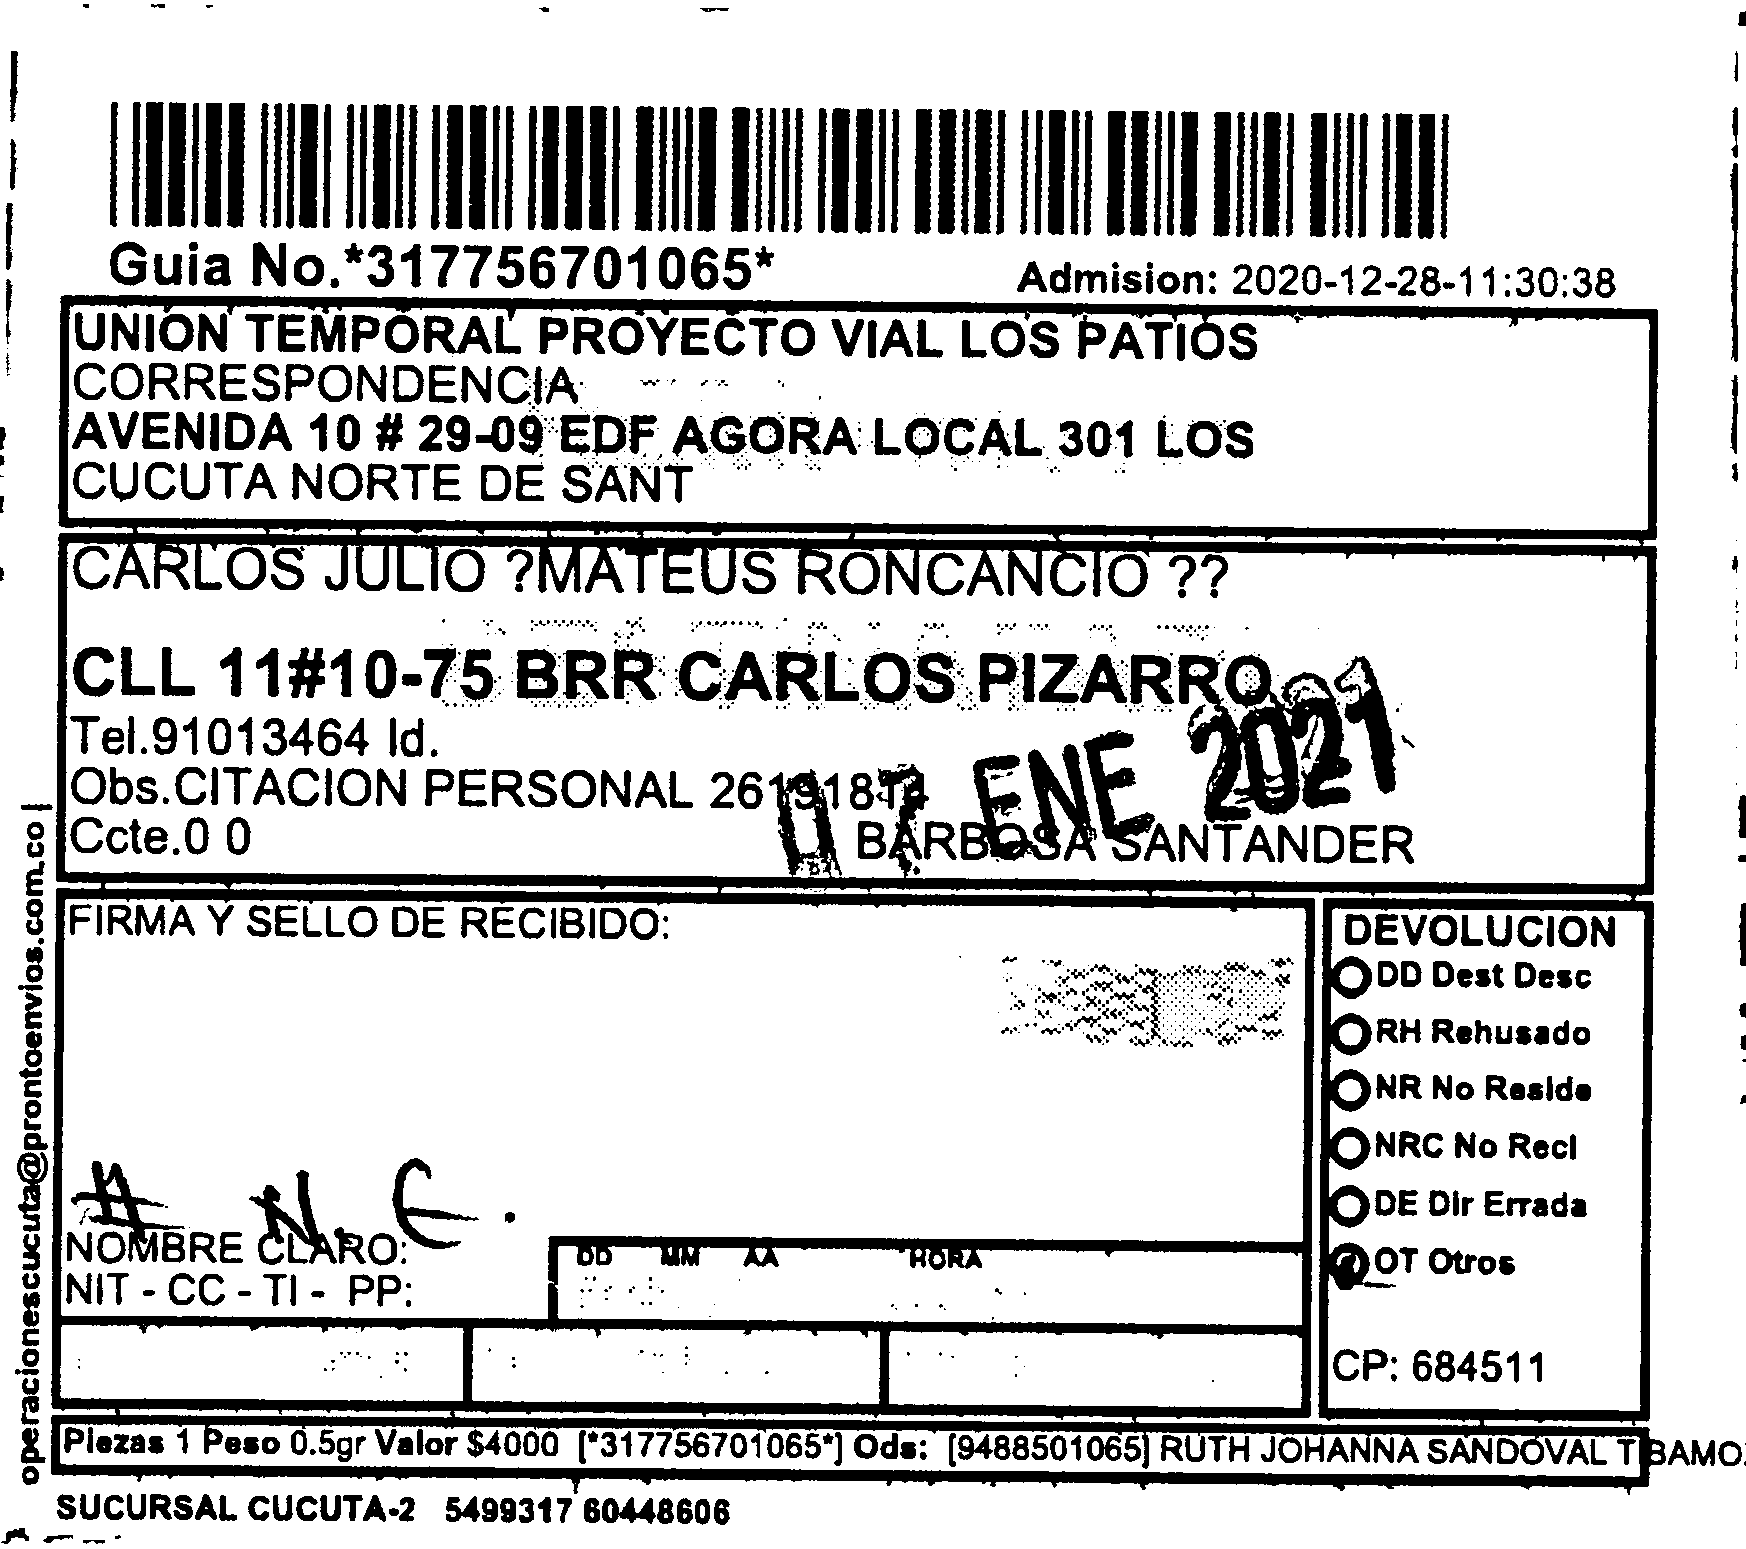 Guia No.*317756701065*
Admision: 2020-12-28-11:30:38
UNION TEMPORAL PROYECTO VIAL LOS PATIOS
CORRESPONDENCIA
AVENIDA 10 # 29-09 EDF AGORA LOCAL 301 LOS
CUCUTA NORTE DE SANT
CARLOS JULIO ?MATEUS RONCANCIO ??
CLL 11#10-75 BRR CARLOS PIZARRO
Tel.91013464 Id.
ENE 2021
Obs.CITACION PERSONAL
Ccte.0 0
BARBOSA SANTANDER
operacionescucuta@prontoenvios.com.co |
FIRMA Y SELLO DE RECIBIDO:
# N.E.
NOMBRE CLARO:
NIT - CC - TI - PP:
DD MM AA HORA
DEVOLUCION
DD Dest Desc
RH Rehusado
NR No Reside
NRC No Recl
DE Dir Errada
OT Otros
CP: 684511
Piezas 1 Peso 0.5gr Valor $4000 [*317756701065*] Ods: [9488501065] RUTH JOHANNA SANDOVAL TIBAMO
SUCURSAL CUCUTA-2 5499317 60448606